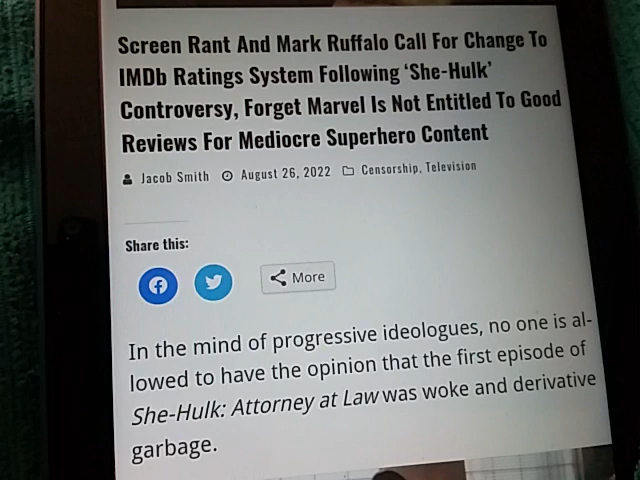 Screen Rant And Mark Ruffalo Call For Change To
IMDb Ratings System Following ‘She-Hulk’
Controversy, Forget Marvel Is Not Entitled To Good
Reviews For Mediocre Superhero Content
Jacob Smith August 26, 2022 Censorship, Television
Share this:
More
In the mind of progressive ideologues, no one is al-
lowed to have the opinion that the first episode of
She-Hulk: Attorney at Law was woke and derivative
garbage.